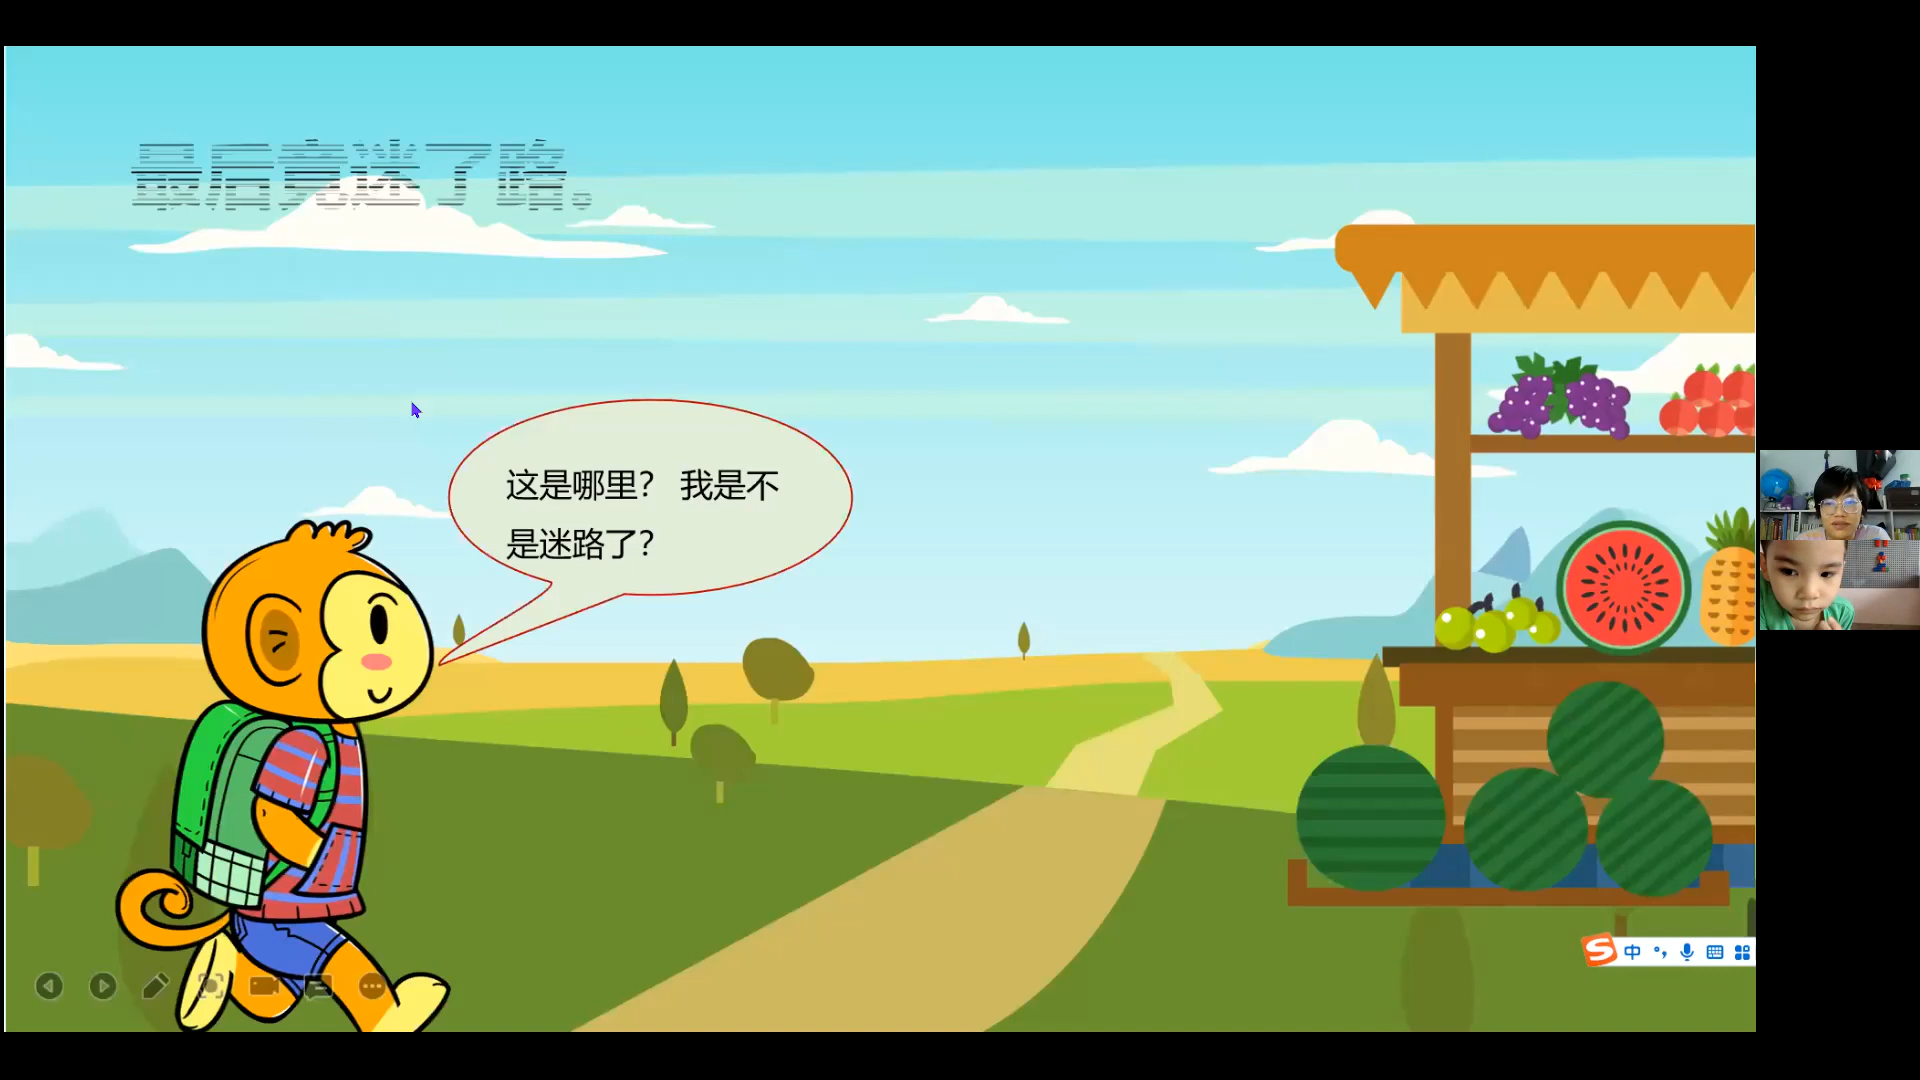 最后竟迷了路。
这是哪里？ 我是不
是迷路了？
中